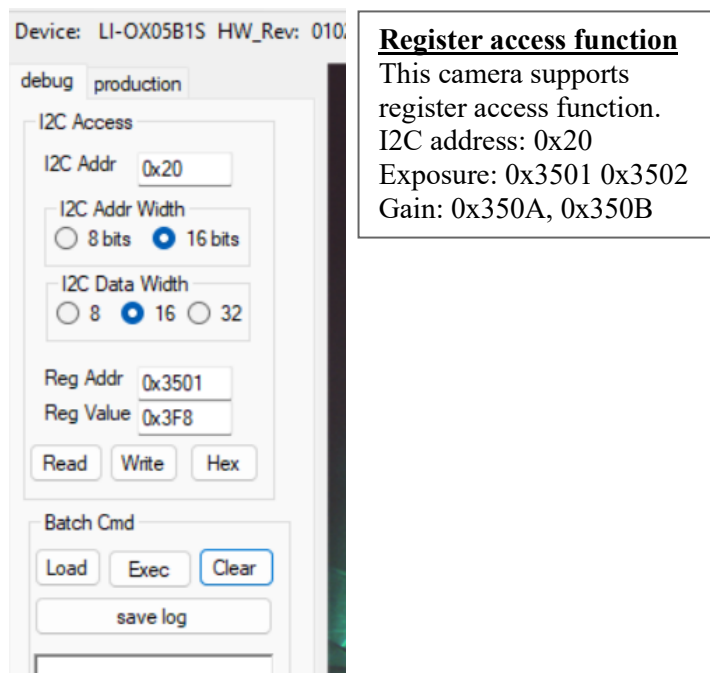 Device: LI-OX05B1S HW_Rev: 0102
debug production
I2C Access
I2C Addr 0x20
I2C Addr Width
8 bits 16 bits
I2C Data Width
8 16 32
Reg Addr 0x3501
Reg Value 0x3F8
Read Write Hex
Batch Cmd
Load Exec Clear
save log
Register access function
This camera supports
register access function.
I2C address: 0x20
Exposure: 0x3501 0x3502
Gain: 0x350A, 0x350B